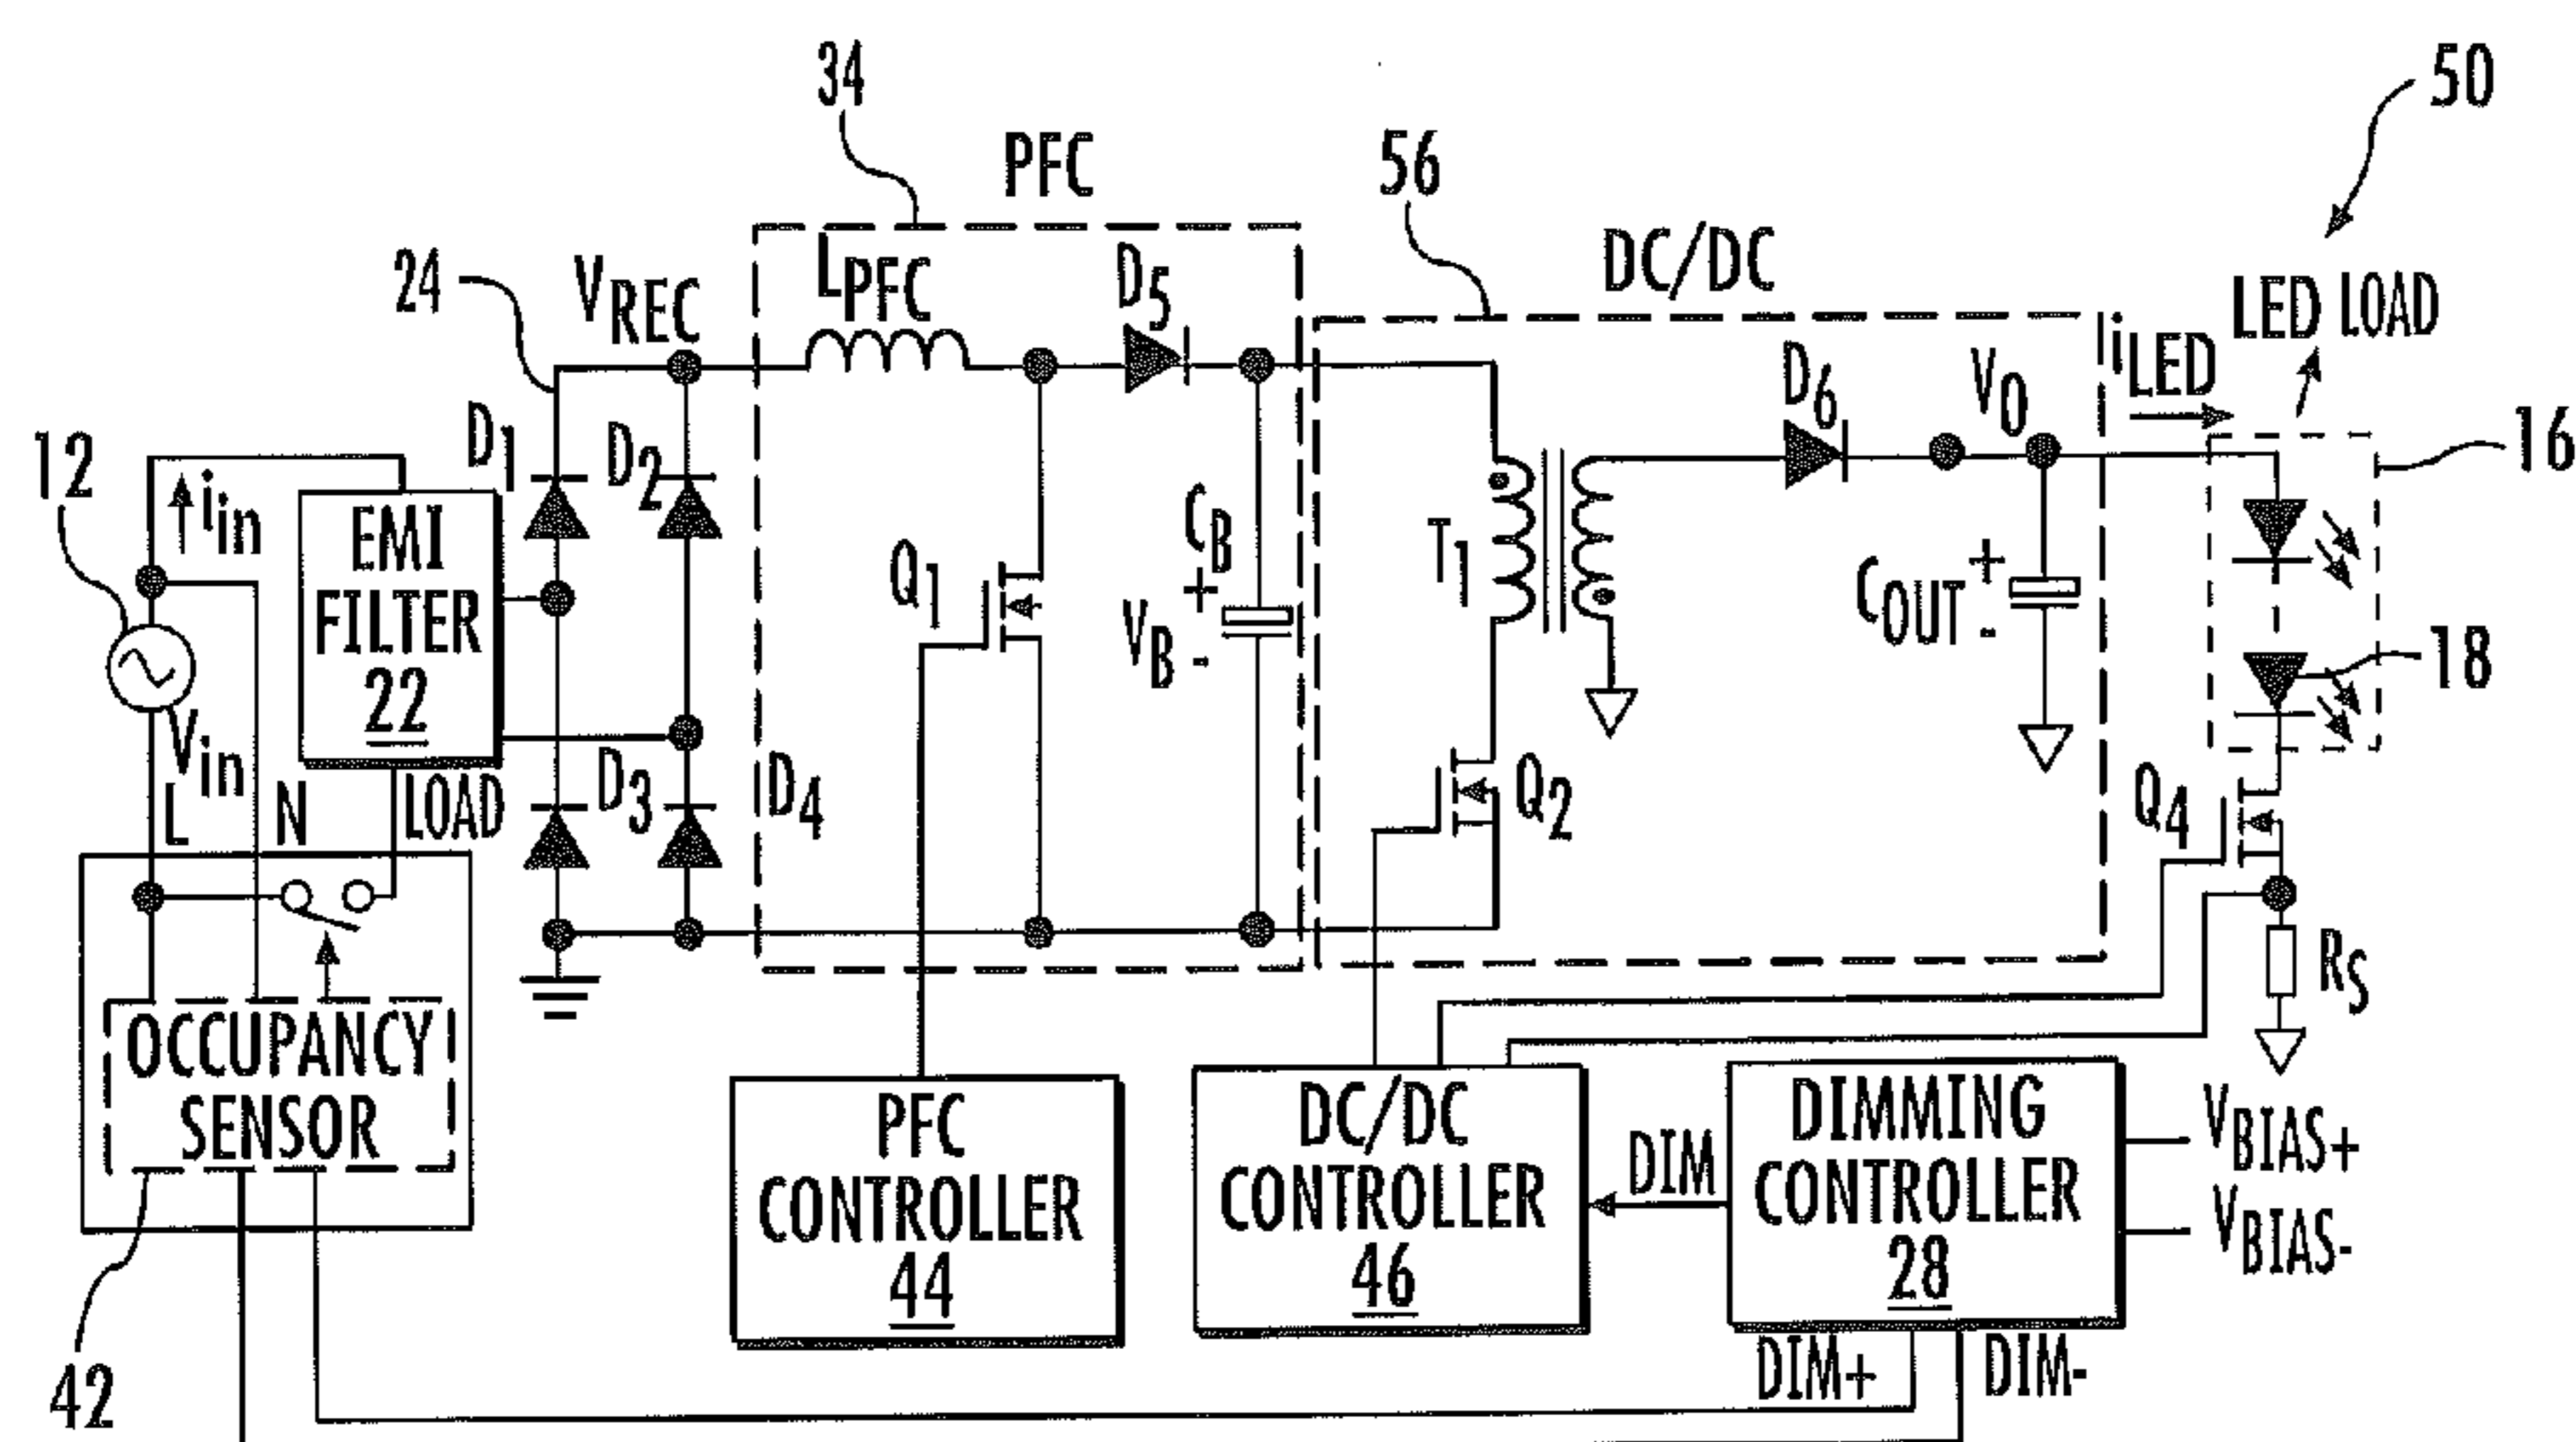 34
PFC
50
56
DC/DC
24
VREC
LPFC
D5
LED LOAD
iLED
D6
VO
16
12
iin
D1
D2
EMI
FILTER
22
Q1
CB
+
VB
-
T1
COUT
+
-
18
Vin
L
N
LOAD
D3
D4
Q2
Q4
RS
OCCUPANCY
SENSOR
42
PFC
CONTROLLER
44
DC/DC
CONTROLLER
46
DIM
DIMMING
CONTROLLER
28
VBIAS+
VBIAS-
DIM+
DIM-